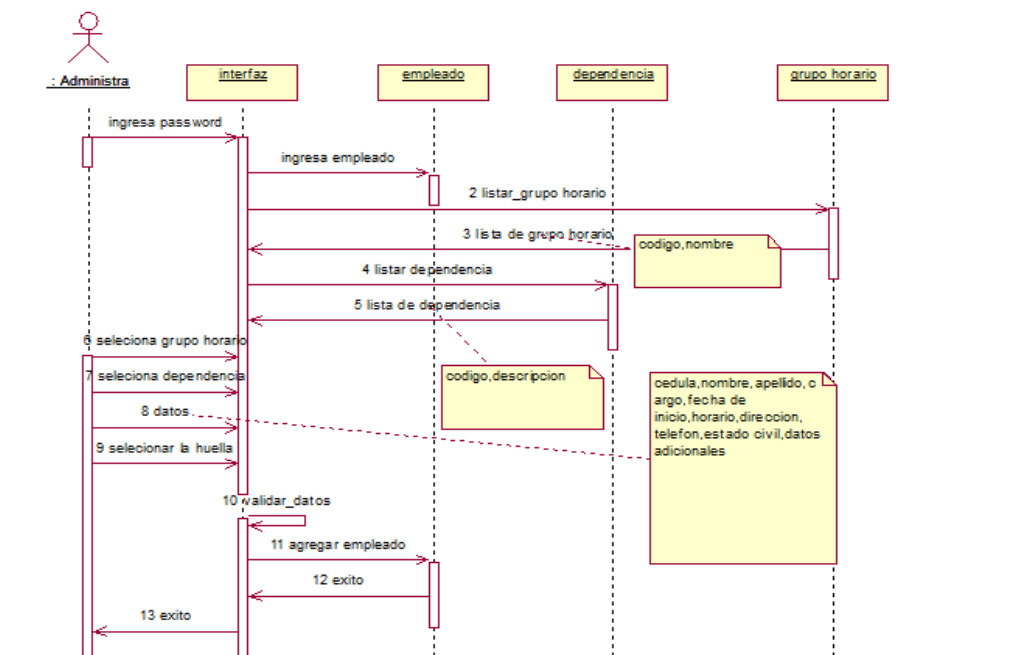 : Administra
interfaz
empleado
dependencia
grupo horario
ingresa password
ingresa empleado
2 listar_grupo horario
3 lista de grupo horario
codigo,nombre
4 listar dependencia
5 lista de dependencia
6 seleciona grupo horario
7 seleciona dependencia
codigo,descripcion
cedula,nombre,apellido,c
argo,fecha de
inicio,horario,direccion,
telefon,estado civil,datos
adicionales
8 datos
9 selecionar la huella
10 validar_datos
11 agregar empleado
12 exito
13 exito